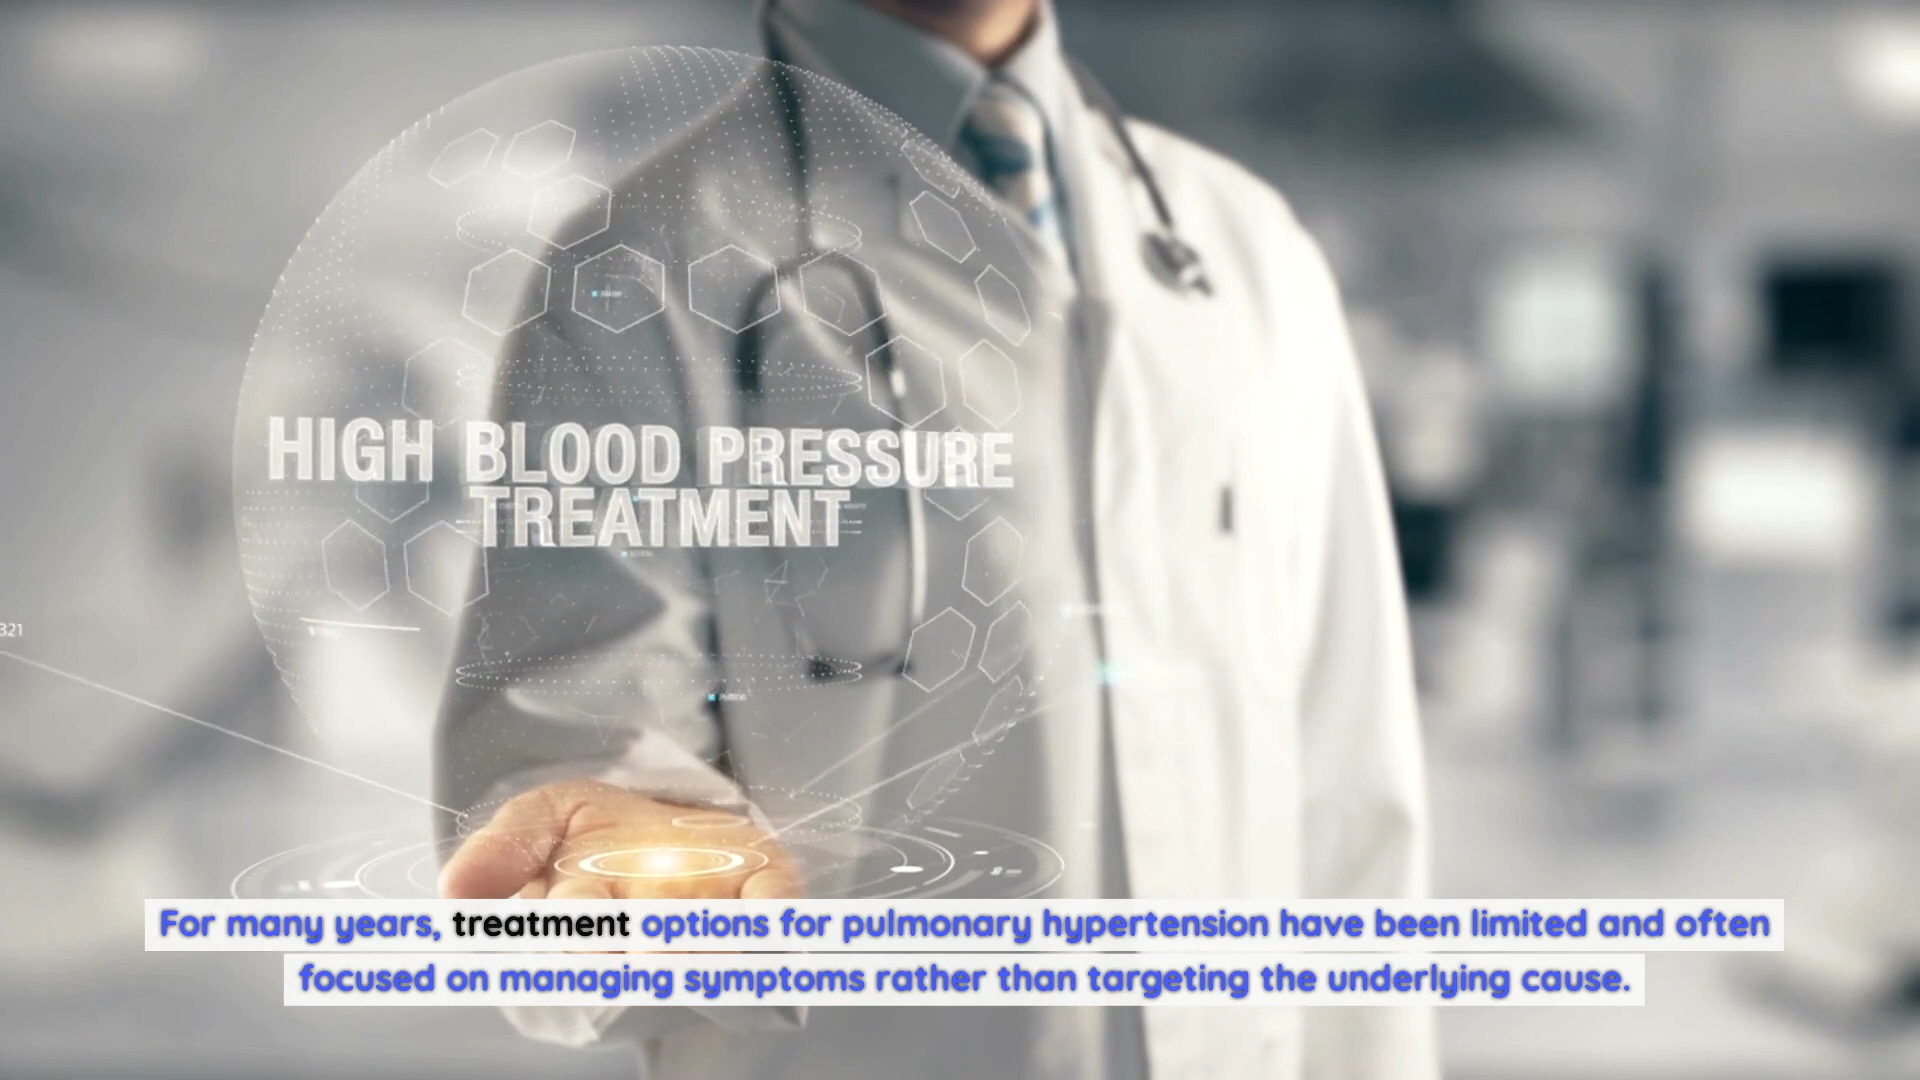 HIGH BLOOD PRESSURE
TREATMENT
321
For many years, treatment options for pulmonary hypertension have been limited and often
focused on managing symptoms rather than targeting the underlying cause.